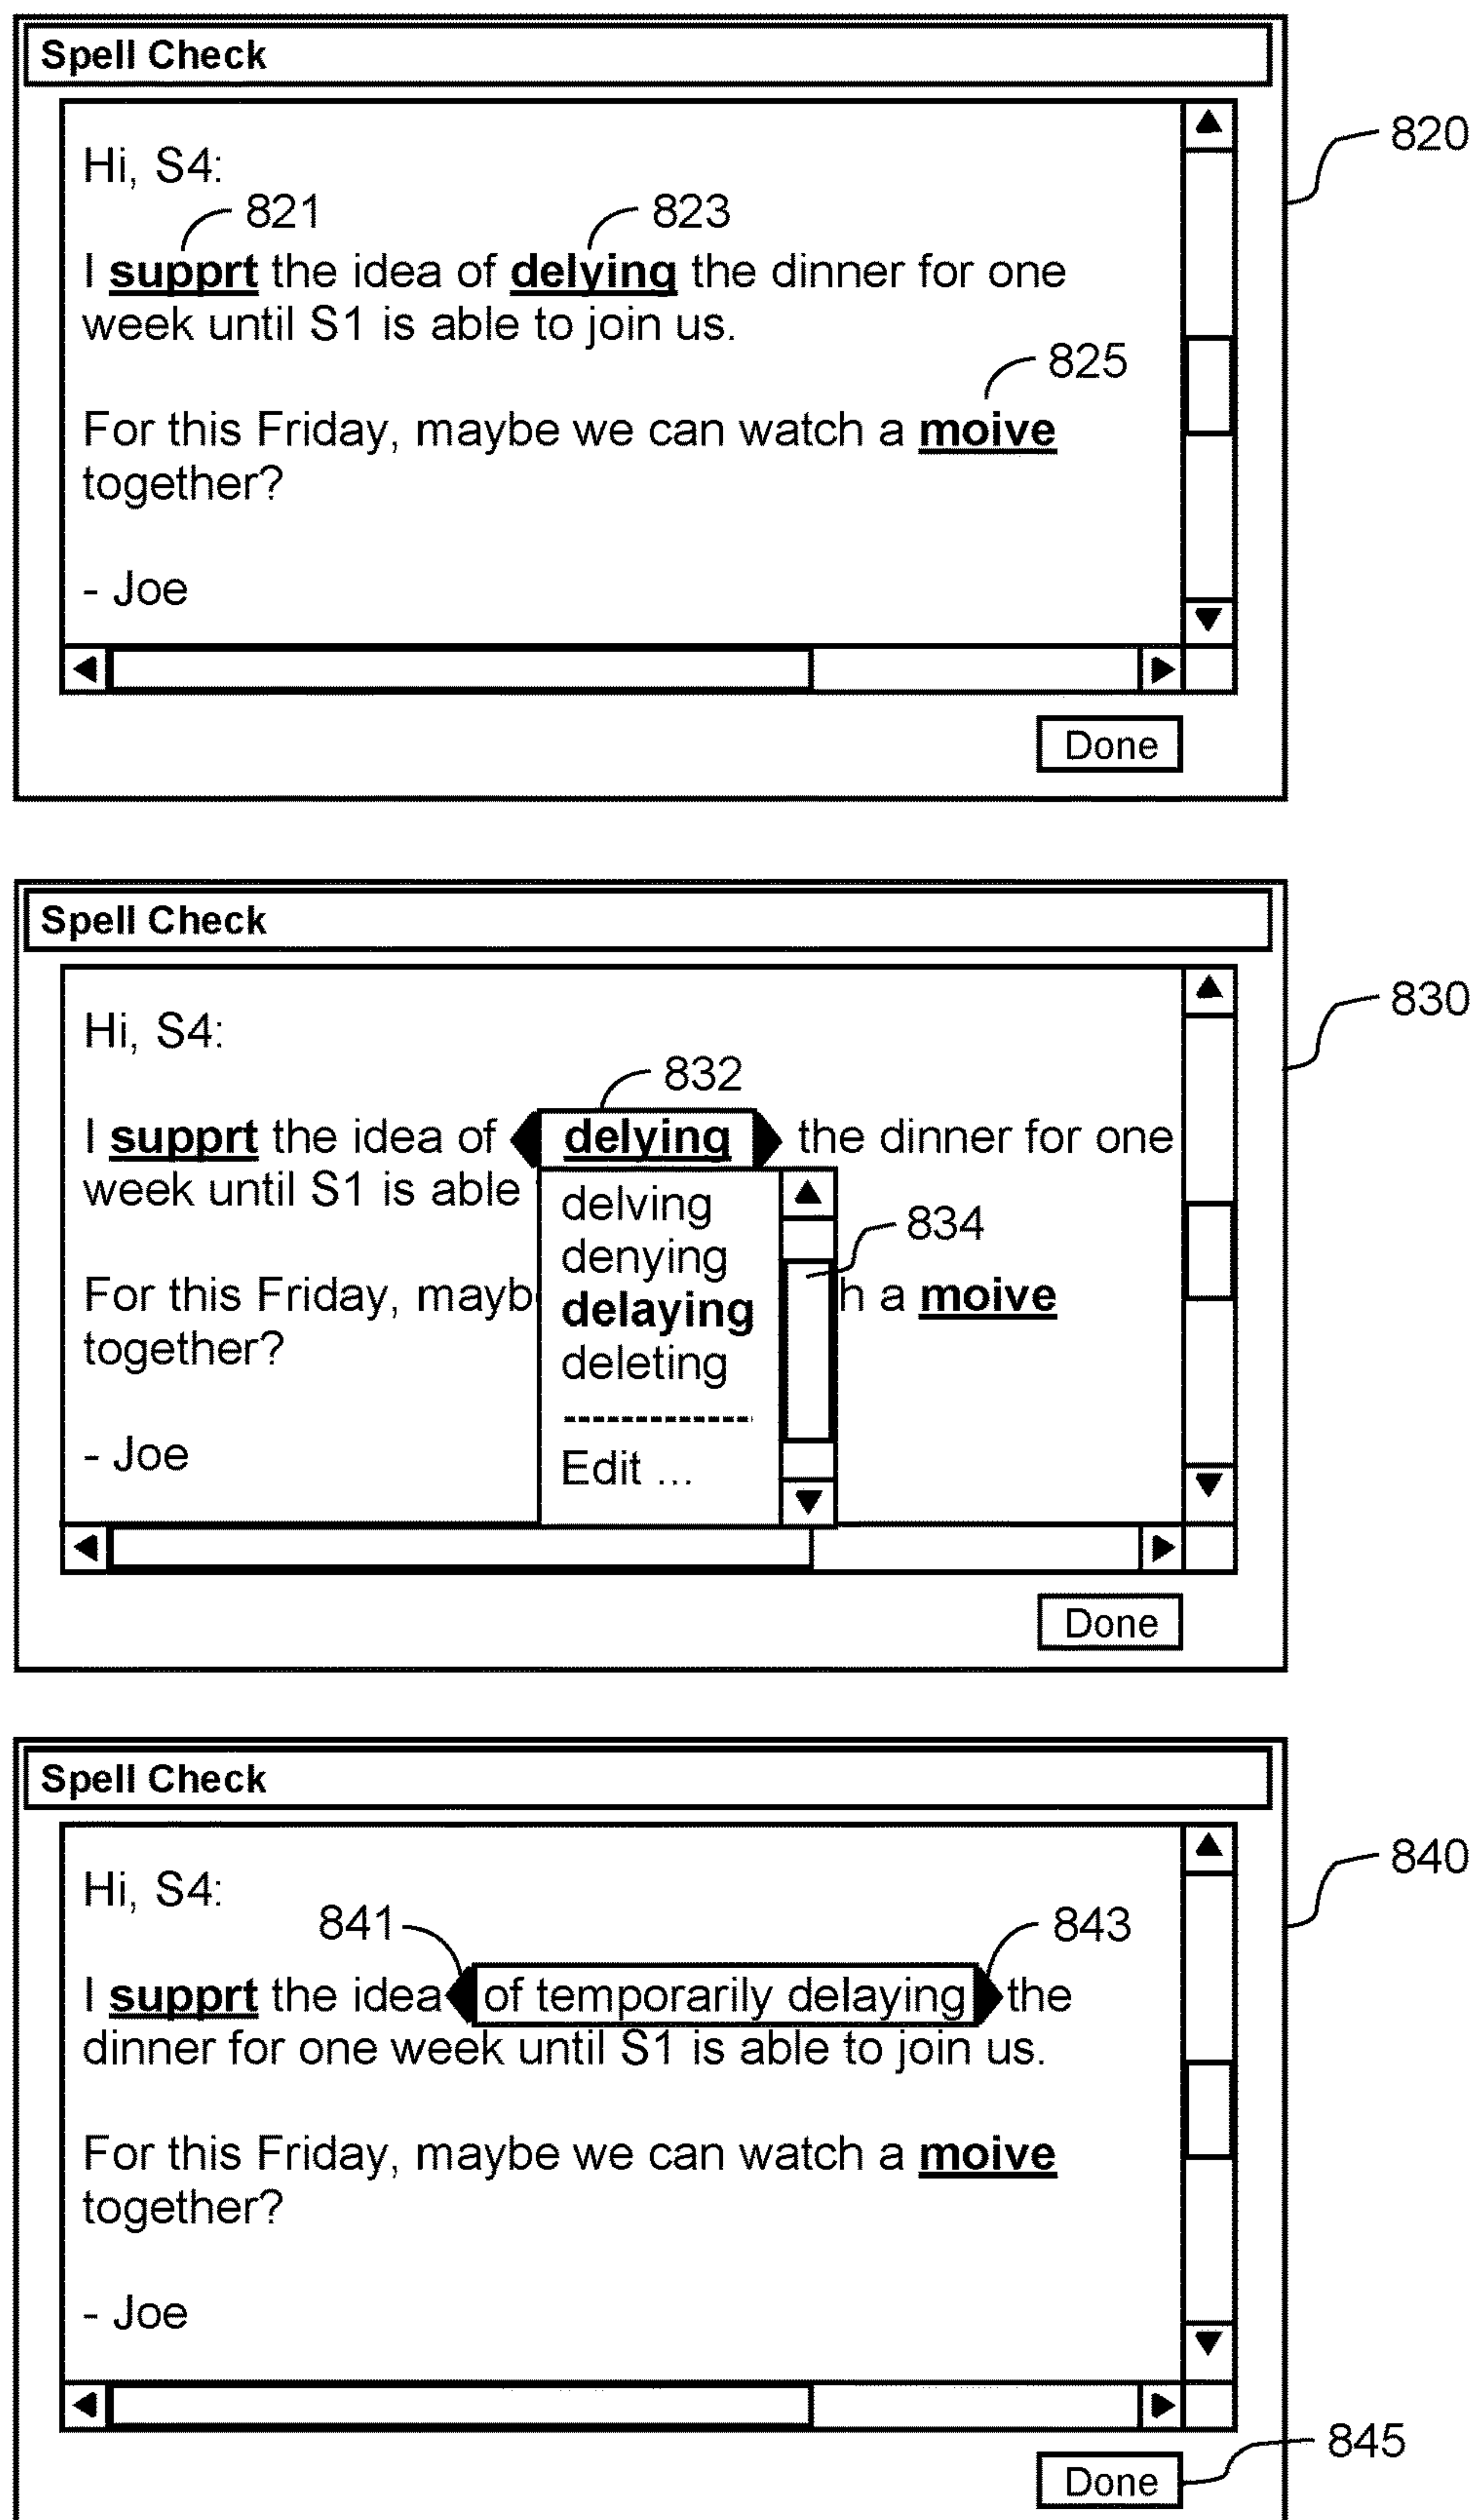 Spell Check
820
Hi, S4:
821 823
I supprt the idea of delying the dinner for one
week until S1 is able to join us.
825
For this Friday, maybe we can watch a moive
together?
- Joe
Done
Spell Check
830
Hi, S4:
832
I supprt the idea of delying the dinner for one
week until S1 is able
delving
834
denying
For this Friday, mayb h a moive
delaying
together?
deleting
- Joe
Edit ...
Done
Spell Check
840
Hi, S4:
841 843
I supprt the idea of temporarily delaying the
dinner for one week until S1 is able to join us.
For this Friday, maybe we can watch a moive
together?
- Joe
845
Done